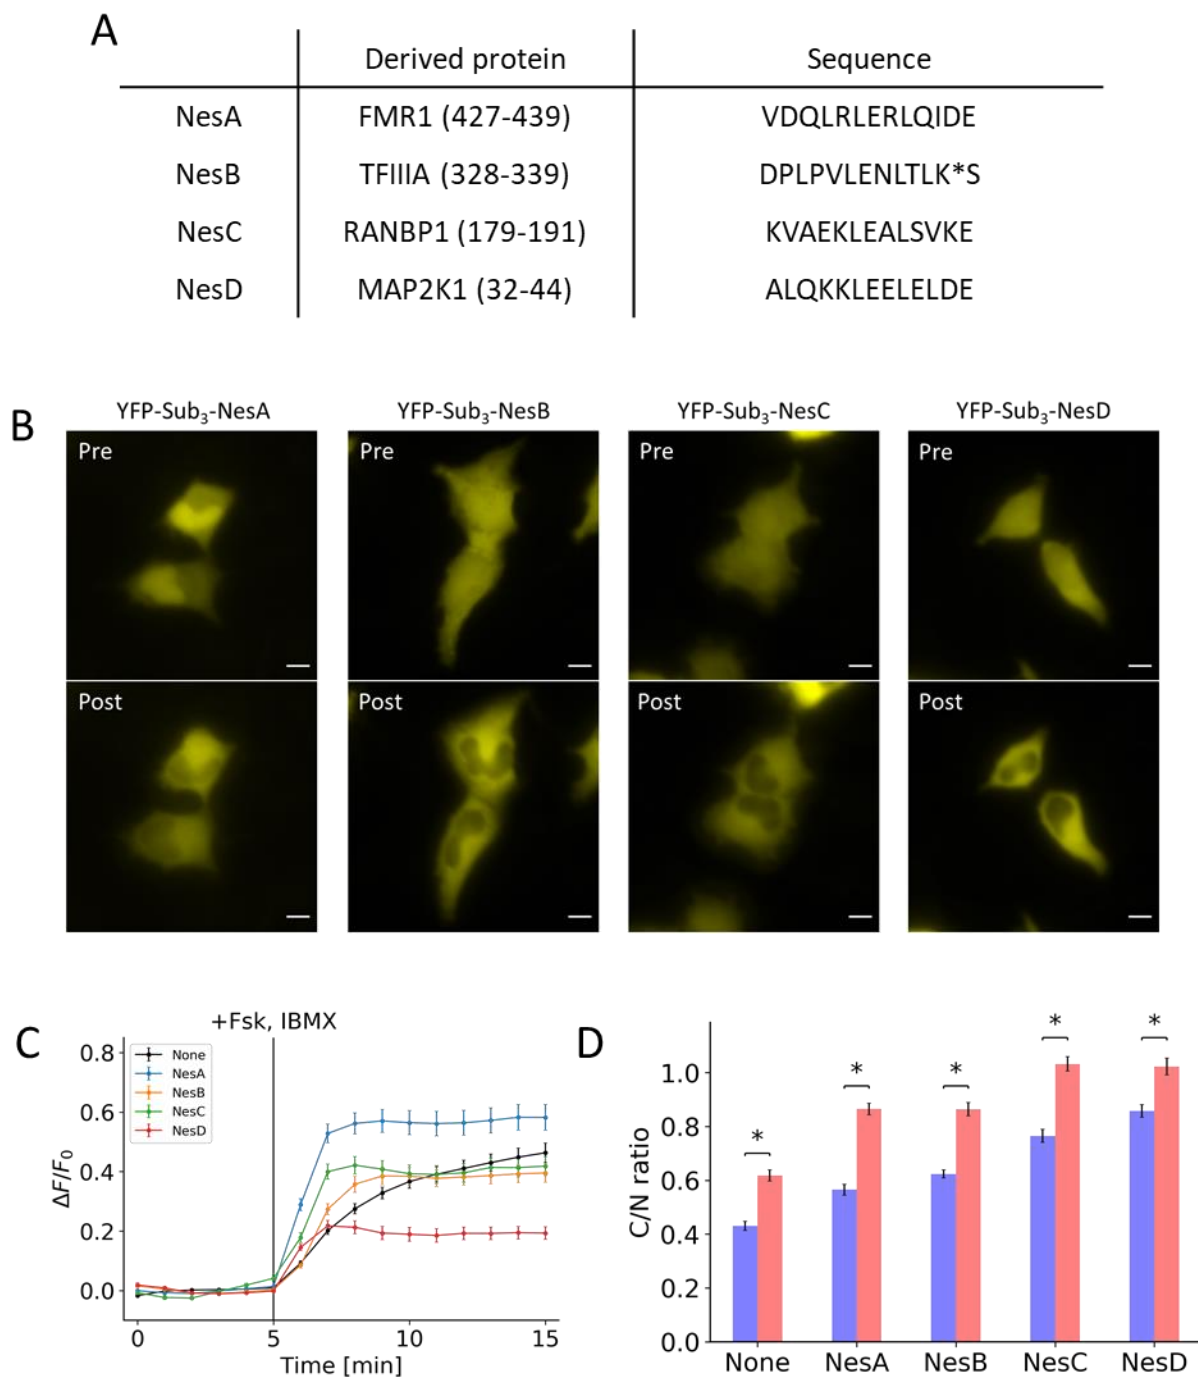 A
Derived protein Sequence
NesA FMR1 (427-439) VDQLRLERLQIDE
NesB TFIIIA (328-339) DPLPVLENLTLK*S
NesC RANBP1 (179-191) KVAEKLEALSVKE
NesD MAP2K1 (32-44) ALQKKLEELELDE
B
YFP-Sub3-NesA YFP-Sub3-NesB YFP-Sub3-NesC YFP-Sub3-NesD
Pre Pre Pre Pre
Post Post Post Post
C
+Fsk, IBMX
None
NesA
NesB
NesC
NesD
ΔF/F0
0.8
0.6
0.4
0.2
0.0
0 5 10 15
Time [min]
D
* * * * *
C/N ratio
1.0
0.8
0.6
0.4
0.2
0.0
None NesA NesB NesC NesD